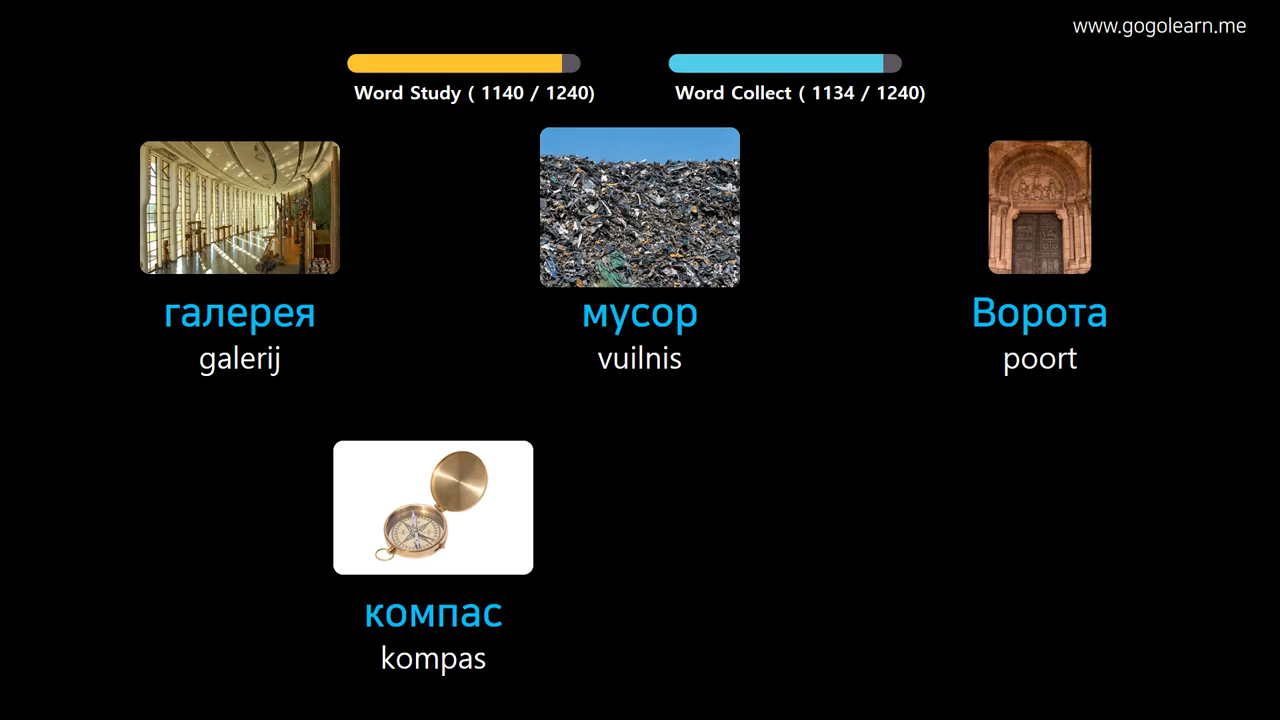 www.gogolearn.me
Word Study ( 1140 / 1240)
Word Collect ( 1134 / 1240)
галерея
galerij
мусор
vuilnis
Ворота
poort
компас
kompas